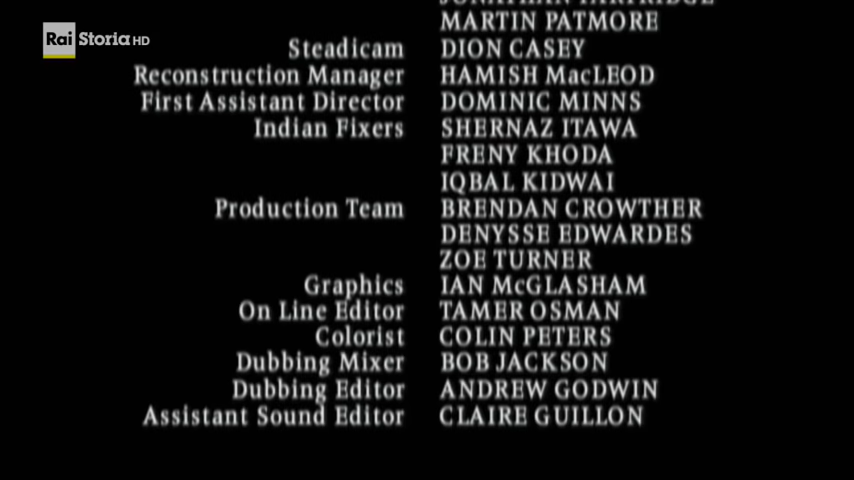 JONATHAN PARTRIDGE
MARTIN PATMORE
Rai Storia HD
Steadicam DION CASEY
Reconstruction Manager HAMISH MacLEOD
First Assistant Director DOMINIC MINNS
Indian Fixers SHERNAZ ITAWA
FRENY KHODA
IQBAL KIDWAI
Production Team BRENDAN CROWTHER
DENYSSE EDWARDES
ZOE TURNER
Graphics IAN McGLASHAM
On Line Editor TAMER OSMAN
Colorist COLIN PETERS
Dubbing Mixer BOB JACKSON
Dubbing Editor ANDREW GODWIN
Assistant Sound Editor CLAIRE GUILLON